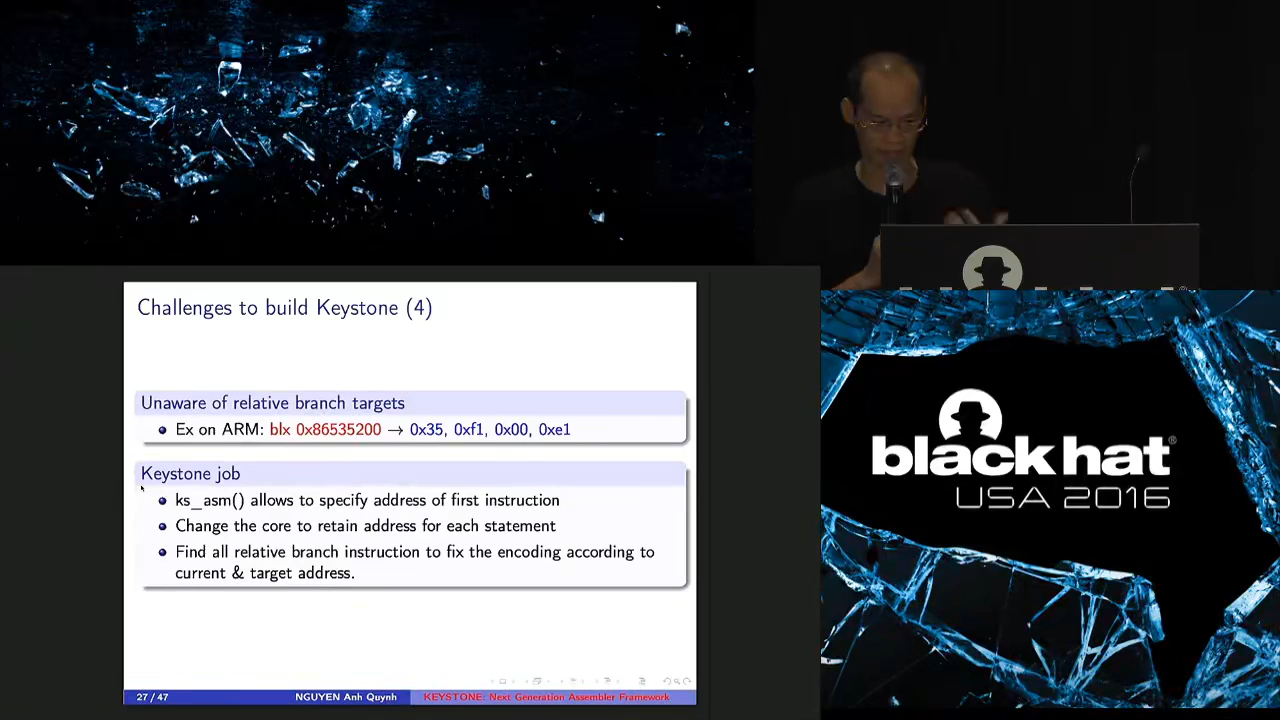 Challenges to build Keystone (4)
Unaware of relative branch targets
Ex on ARM: blx 0x86535200 → 0x35, 0xf1, 0x00, 0xe1
Keystone job
ks_asm() allows to specify address of first instruction
Change the core to retain address for each statement
Find all relative branch instruction to fix the encoding according to
current & target address.
27 / 47
NGUYEN Anh Quynh
KEYSTONE: Next Generation Assembler Framework
black hat®
USA 2016